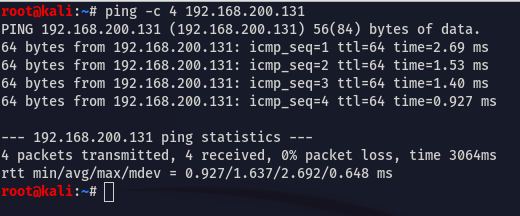 root@kali:~# ping -c 4 192.168.200.131
PING 192.168.200.131 (192.168.200.131) 56(84) bytes of data.
64 bytes from 192.168.200.131: icmp_seq=1 ttl=64 time=2.69 ms
64 bytes from 192.168.200.131: icmp_seq=2 ttl=64 time=1.53 ms
64 bytes from 192.168.200.131: icmp_seq=3 ttl=64 time=1.40 ms
64 bytes from 192.168.200.131: icmp_seq=4 ttl=64 time=0.927 ms

--- 192.168.200.131 ping statistics ---
4 packets transmitted, 4 received, 0% packet loss, time 3064ms
rtt min/avg/max/mdev = 0.927/1.637/2.692/0.648 ms
root@kali:~#